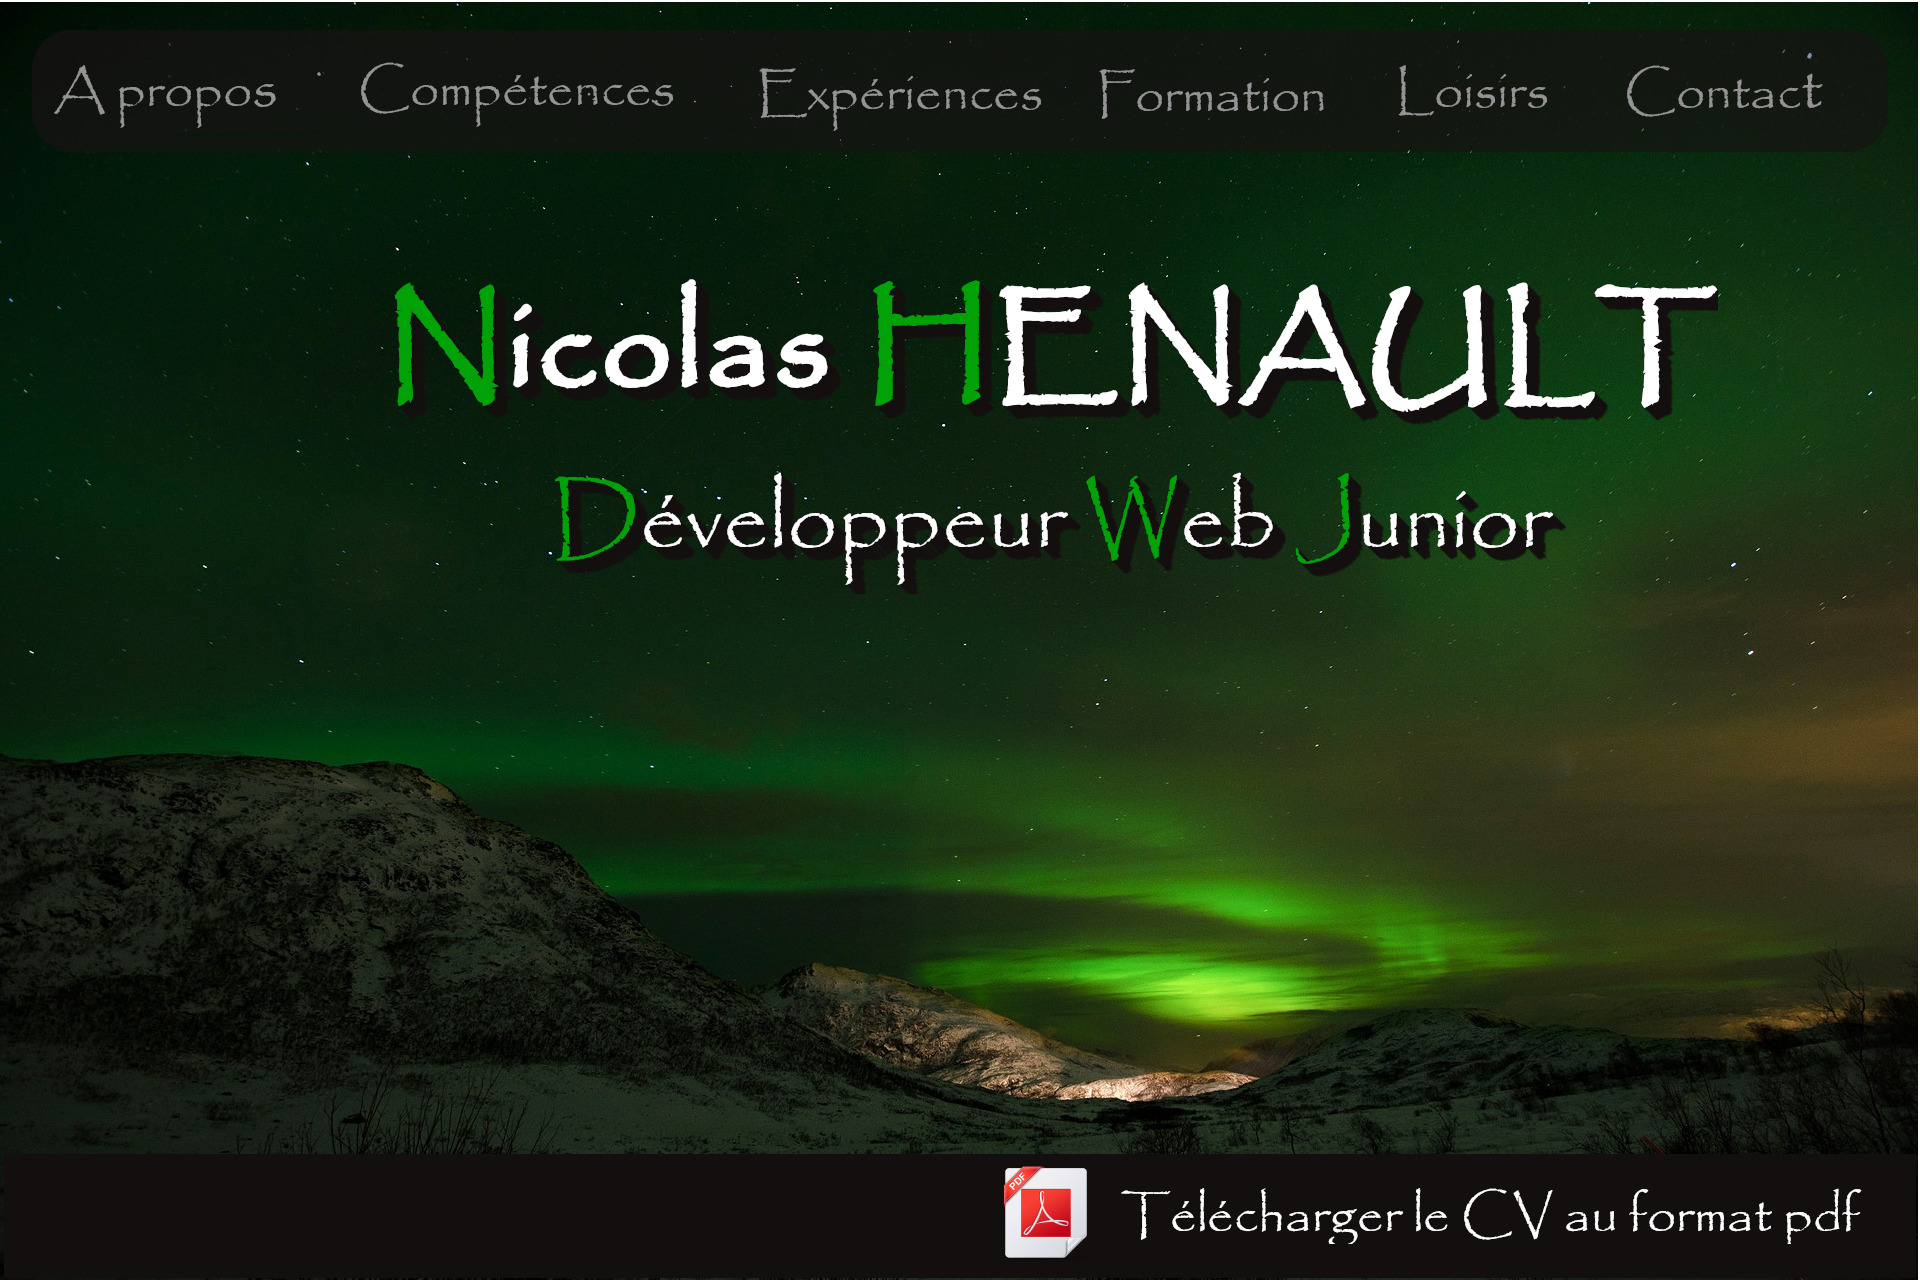 A propos Compétences Expériences Formation Loisirs Contact
Nicolas HENAULT
Développeur Web Junior
PDF
Télécharger le CV au format pdf